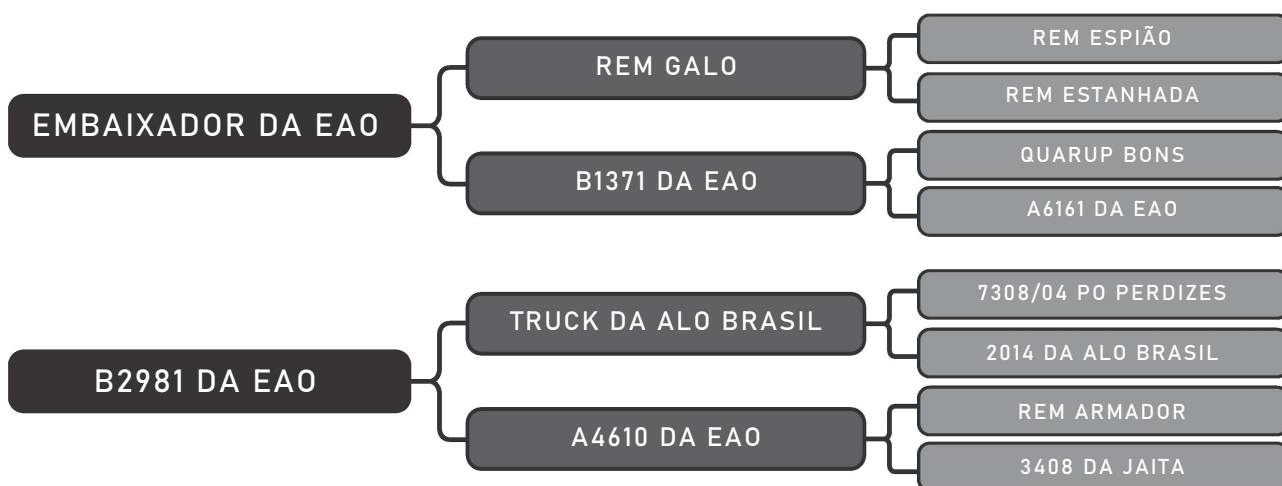 EMBAIXADOR DA EAO
REM GALO
REM ESPIÃO
REM ESTANHADA
B1371 DA EAO
QUARUP BONS
A6161 DA EAO
B2981 DA EAO
TRUCK DA ALO BRASIL
7308/04 PO PERDIZES
2014 DA ALO BRASIL
A4610 DA EAO
REM ARMADOR
3408 DA JAITA